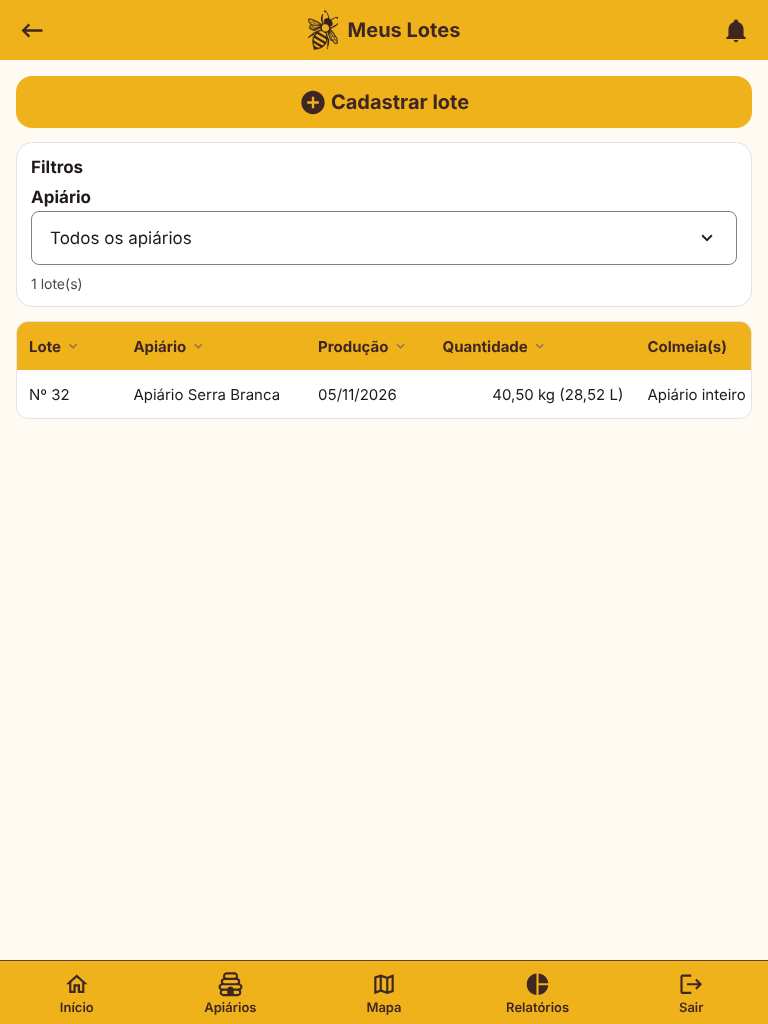 Meus Lotes
Cadastrar lote
Filtros
Apiário
Todos os apiários
1 lote(s)
Lote Apiário Produção Quantidade Colmeia(s)
Nº 32 Apiário Serra Branca 05/11/2026 40,50 kg (28,52 L) Apiário inteiro
Início Apiários Mapa Relatórios Sair